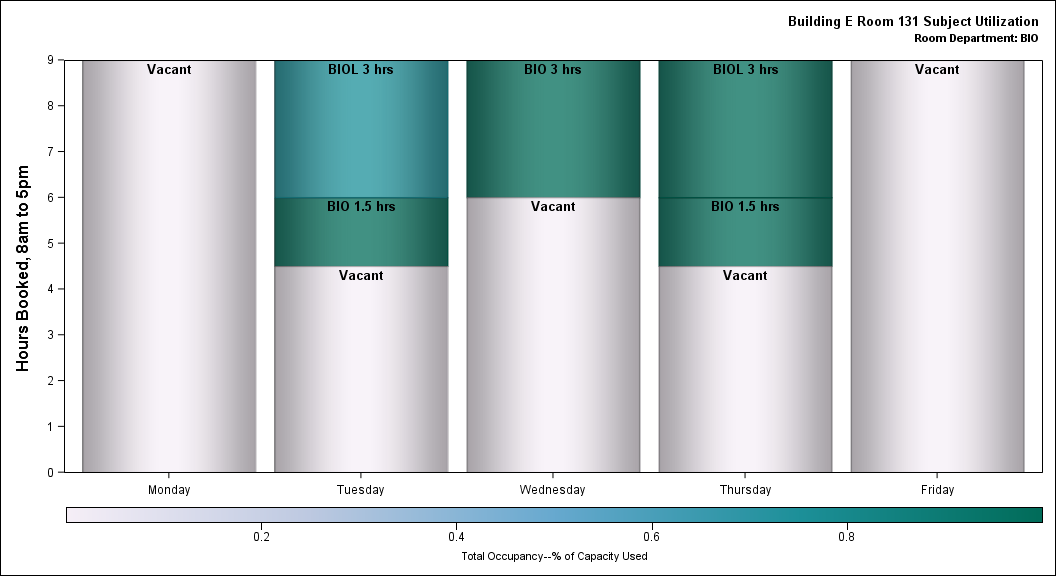 Building E Room 131 Subject Utilization
Room Department: BIO
Hours Booked, 8am to 5pm
9
8
7
6
5
4
3
2
1
0
Vacant
BIOL 3 hrs
BIO 3 hrs
BIOL 3 hrs
Vacant
BIO 1.5 hrs
Vacant
BIO 1.5 hrs
Vacant
Vacant
Monday
Tuesday
Wednesday
Thursday
Friday
0.2
0.4
0.6
0.8
Total Occupancy--% of Capacity Used